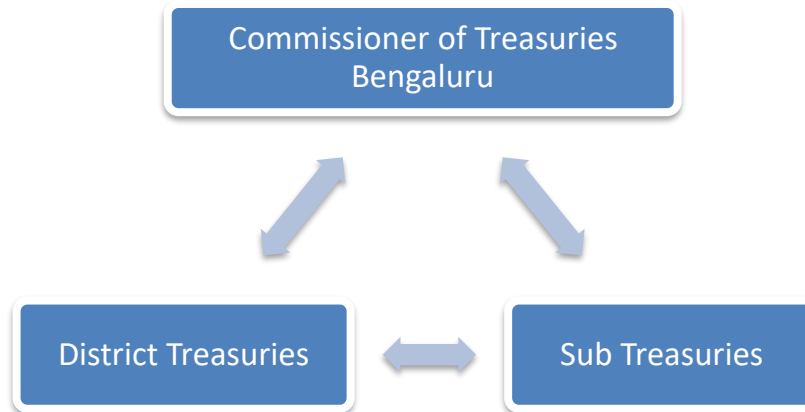 Commissioner of Treasuries
Bengaluru
District Treasuries
Sub Treasuries